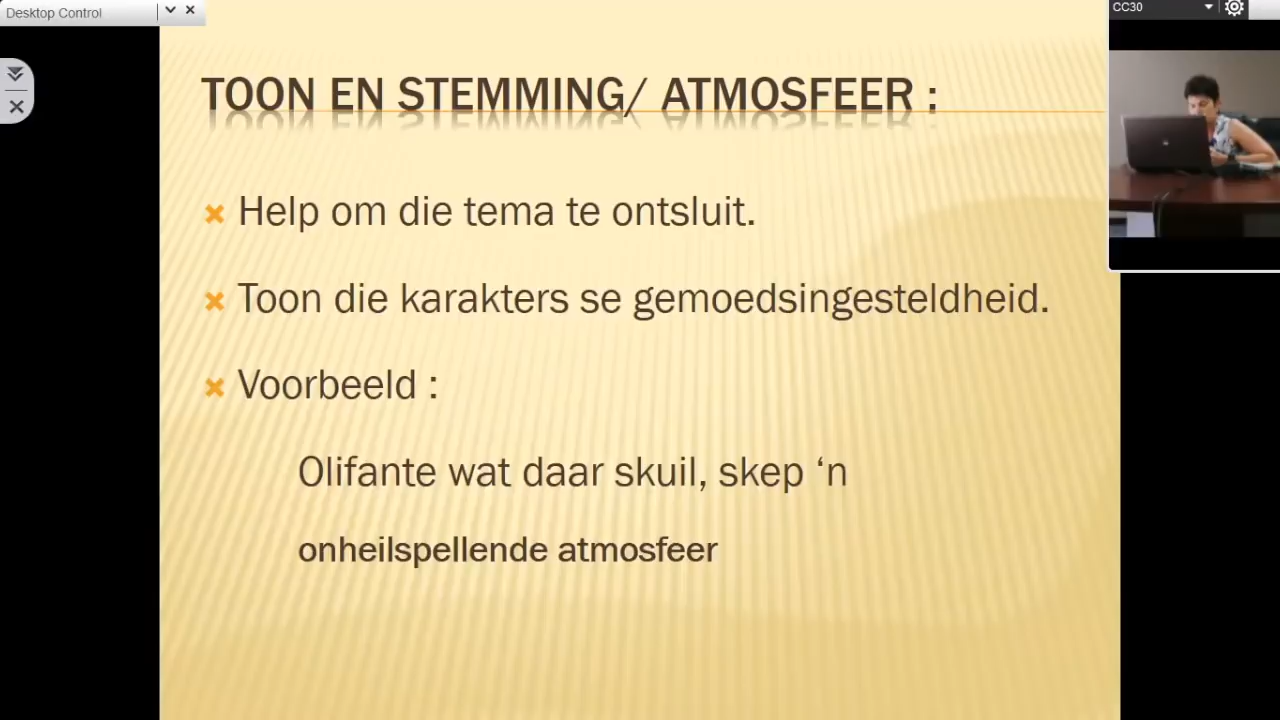 Desktop Control
CC30
TOON EN STEMMING/ ATMOSFEER :
Help om die tema te ontsluit.
Toon die karakters se gemoedsingesteldheid.
Voorbeeld :
Olifante wat daar skuil, skep ‘n
onheilspellende atmosfeer